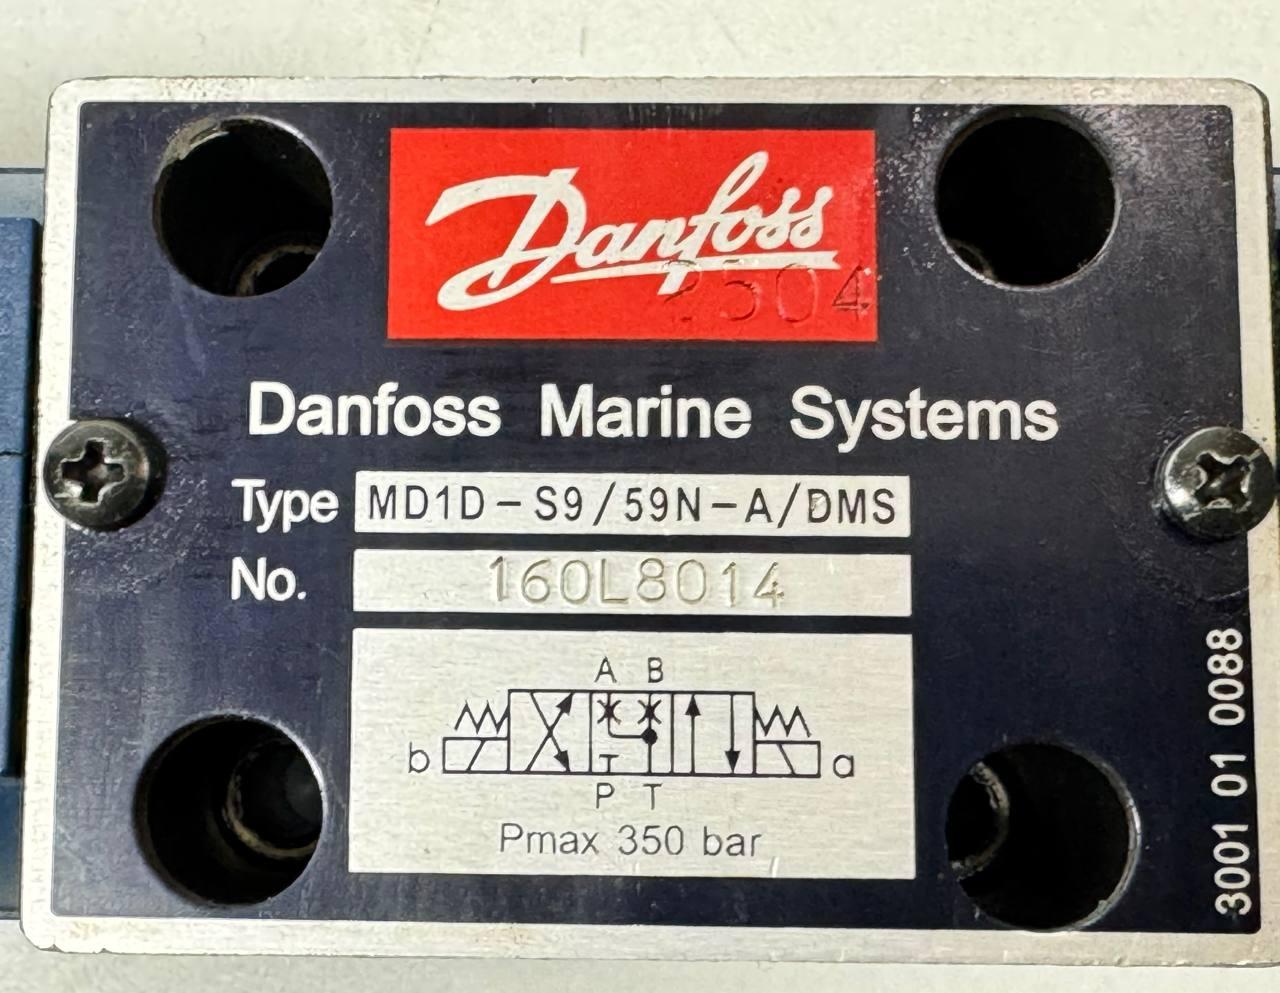 Danfoss
2504
Danfoss Marine Systems
Type MD1D-S9/59N-A/DMS
No. 160L8014
A B
b a
P T
Pmax 350 bar
3001 01 0088